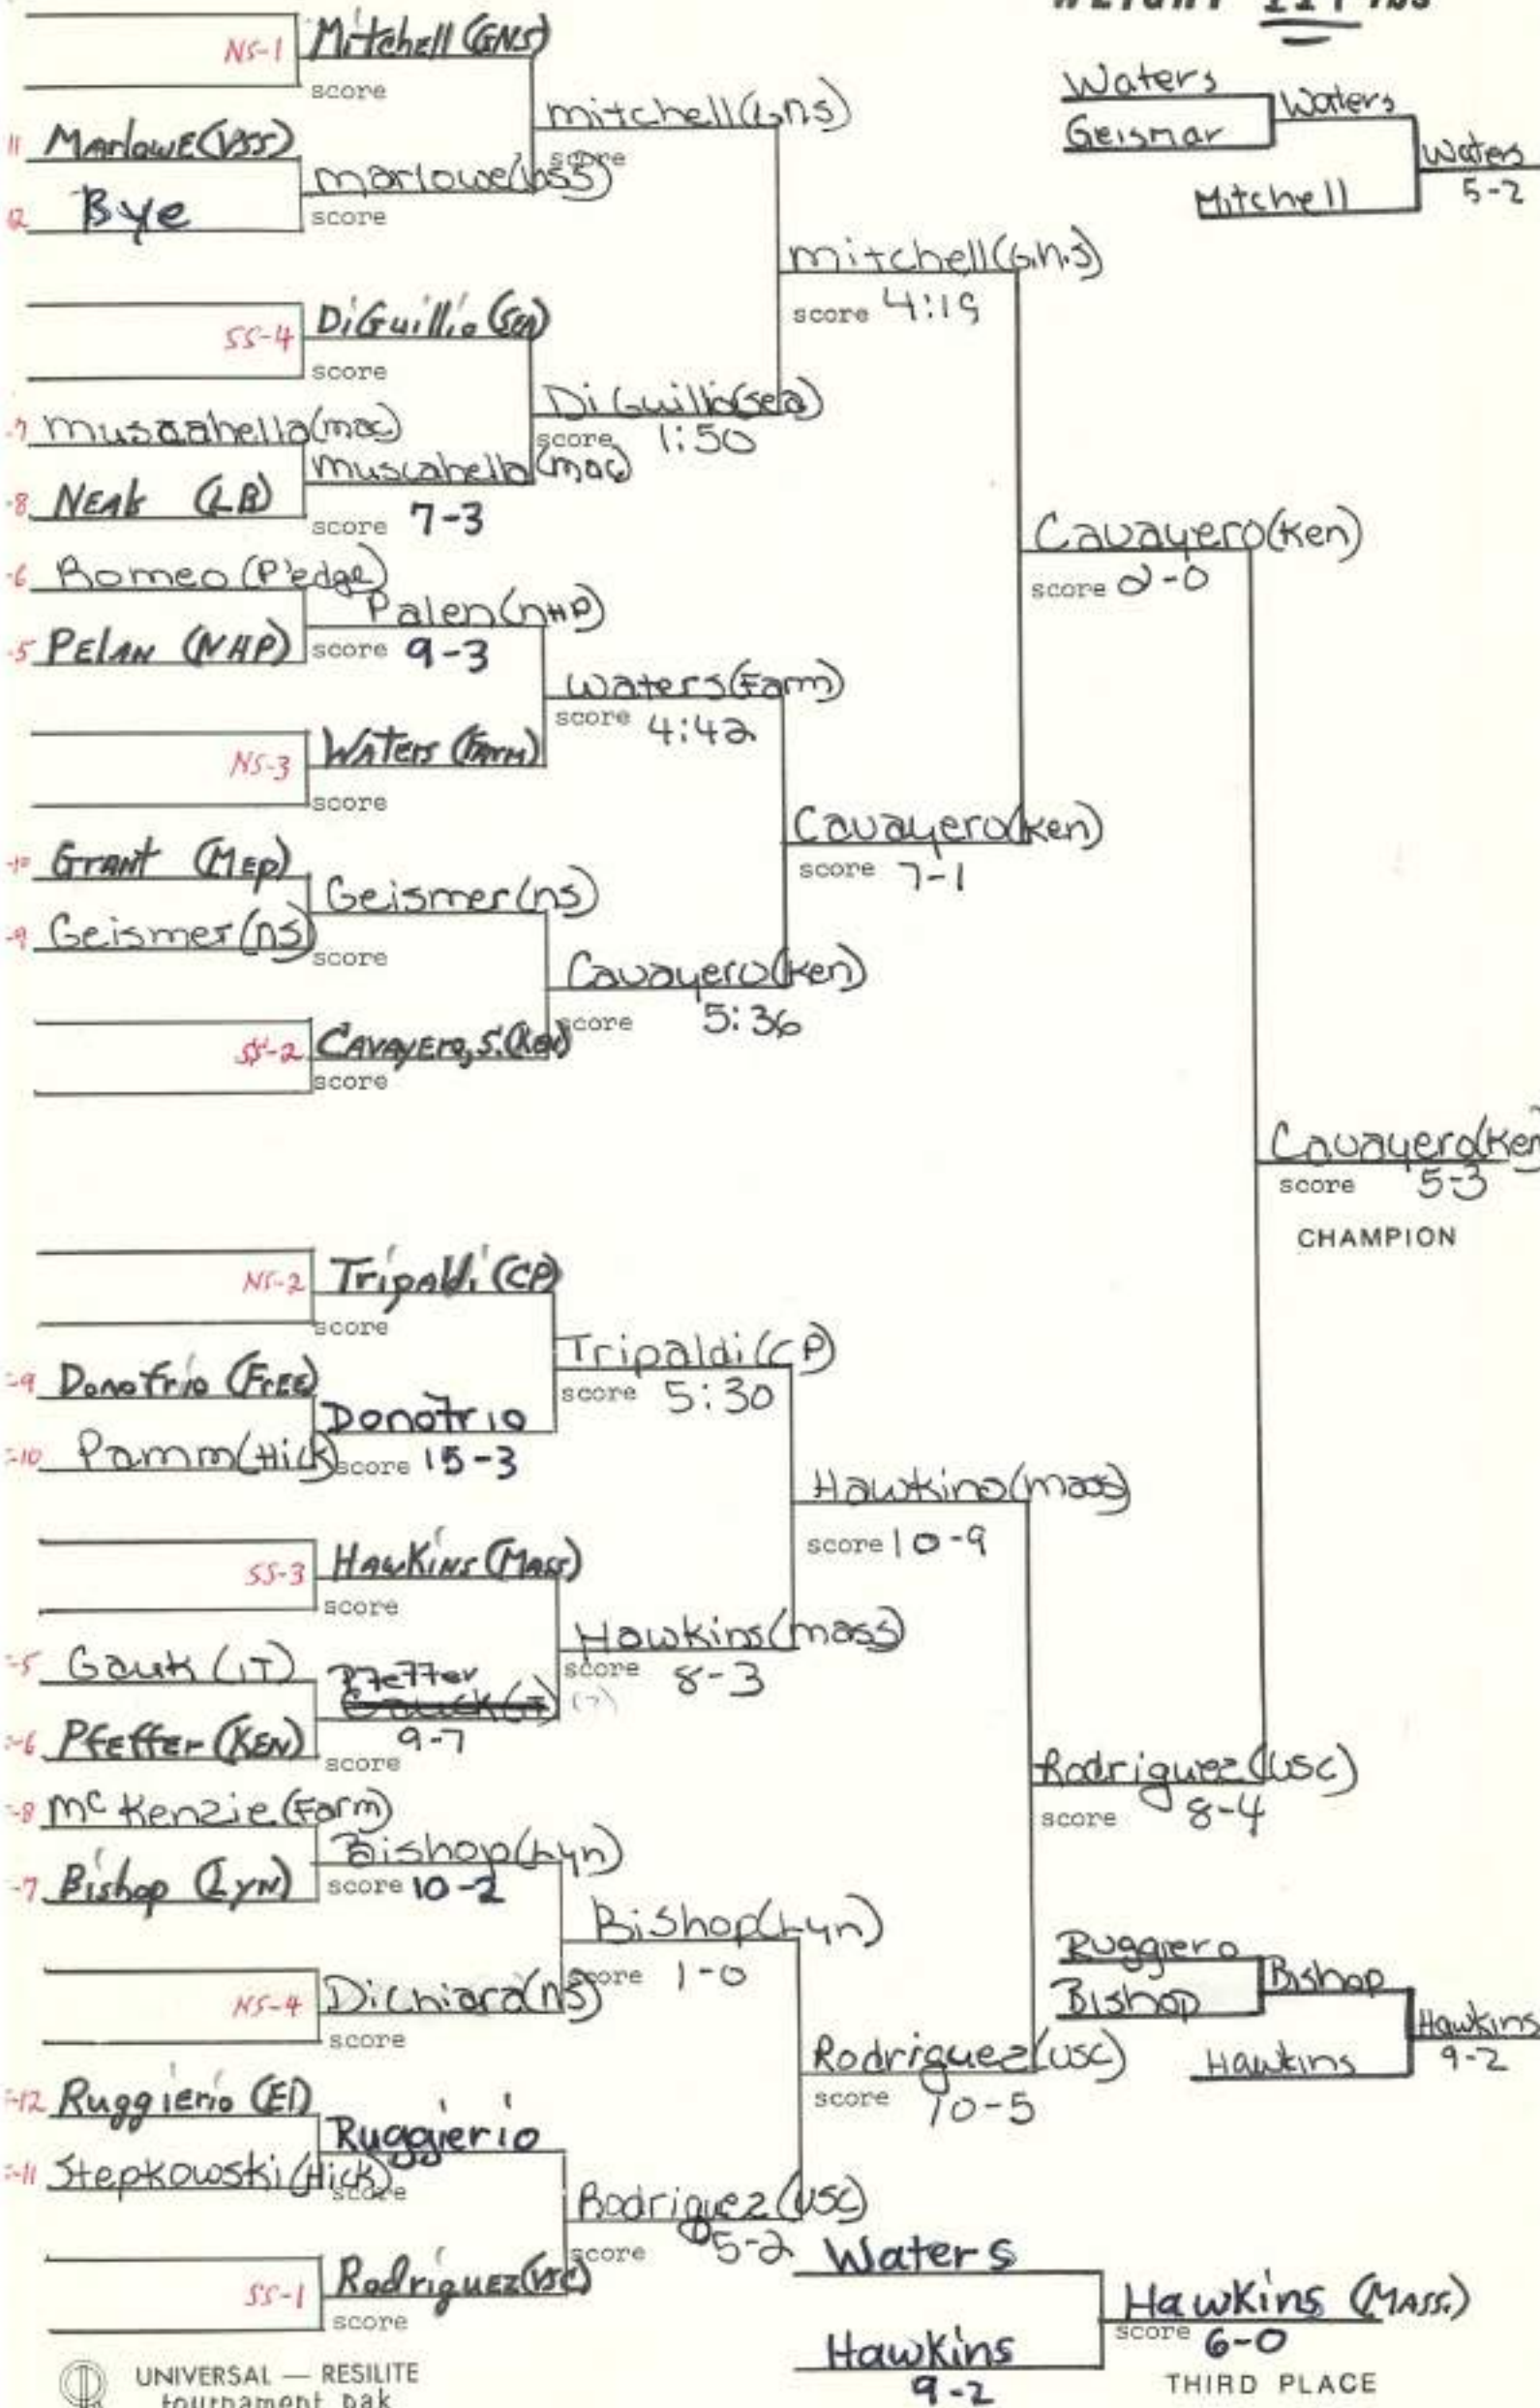 NS-1 Mitchell (GNS)
score
11 Marlowe (VSS)
mitchell (G.n.s)
score
12 Bye
marlowe (vss)
score
Waters
Geismar
Waters
Mitchell
Waters
5-2
mitchell (G.n.s)
score 4:19
SS-4 DiGuillio (Sea)
score
Di Guillio (sea)
score 1:50
-7 muscahello (mac)
muscahello (mac)
-8 Neak (LB)
score 7-3
Cavayero (Ken)
score 2-0
-6 Romeo (P'edge)
Palen (NHP)
-5 Pelan (NHP)
score 9-3
Waters (Farm)
score 4:42
NS-3 Waters (Farm)
score
Cavayero (Ken)
score 7-1
-10 Grant (Mep)
Geismer (ns)
-9 Geismer (ns)
score
Cavayero (Ken)
score 5:36
SS-2 Cavayero, S. (Ken)
score
Cavayero (Ken)
score 5-3
CHAMPION
NS-2 Tripaldi (CP)
score
Tripaldi (CP)
score 5:30
-9 Donofrio (Free)
Donofrio
-10 Pamm (Hick)
score 15-3
Hawkins (mass)
score 10-9
SS-3 Hawkins (Mass)
score
Hawkins (mass)
score 8-3
-5 Gauk (IT)
Pfeffer
(?)
9-7
-6 Pfeffer (Ken)
score
Rodriguez (USC)
score 8-4
-8 McKenzie (Farm)
Bishop (Lyn)
-7 Bishop (Lyn)
score 10-2
Bishop (Lyn)
score 1-0
NS-4 Dichiara (ns)
score
Ruggiero
Bishop
Bishop
Hawkins
Hawkins
9-2
Rodriguez (USC)
score 10-5
-12 Ruggierio (EI)
Ruggierio
-11 Stepkowski (Hick)
score
Rodriguez (USC)
score 5-2
SS-1 Rodriguez (USC)
score
Waters
Hawkins (Mass.)
score 6-0
Hawkins
9-2
THIRD PLACE
UNIVERSAL — RESILITE
tournament pak